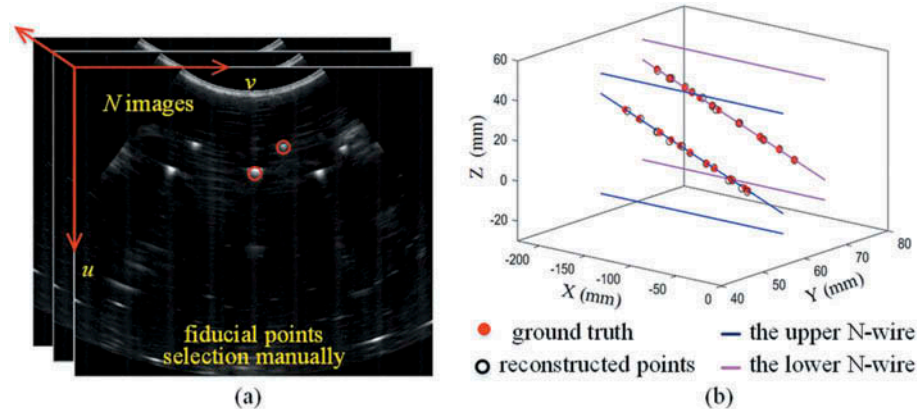 N images
v
u
fiducial points
selection manually
(a)
60
40
20
0
-20
Z (mm)
-200
-150
-100
-50
0
X (mm)
40
50
60
70
80
Y (mm)
ground truth
reconstructed points
the upper N-wire
the lower N-wire
(b)